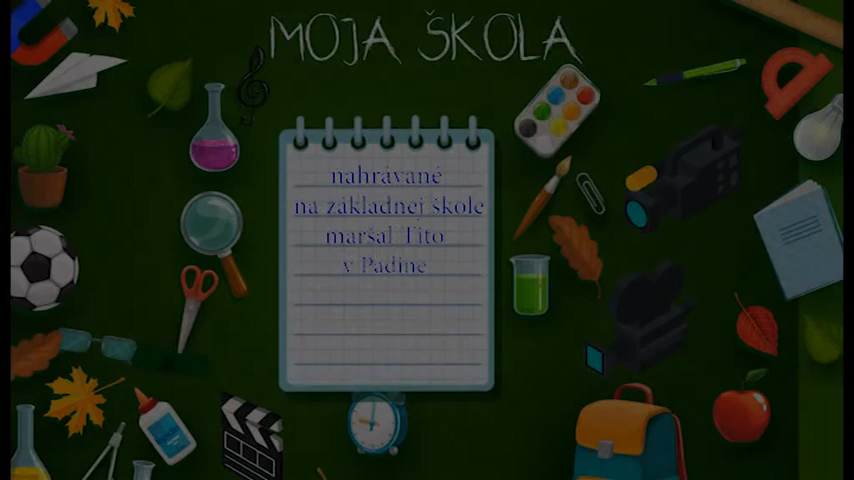 MOJA ŠKOLA
nahrávané
na základnej škole
maršal Tito
v Padine